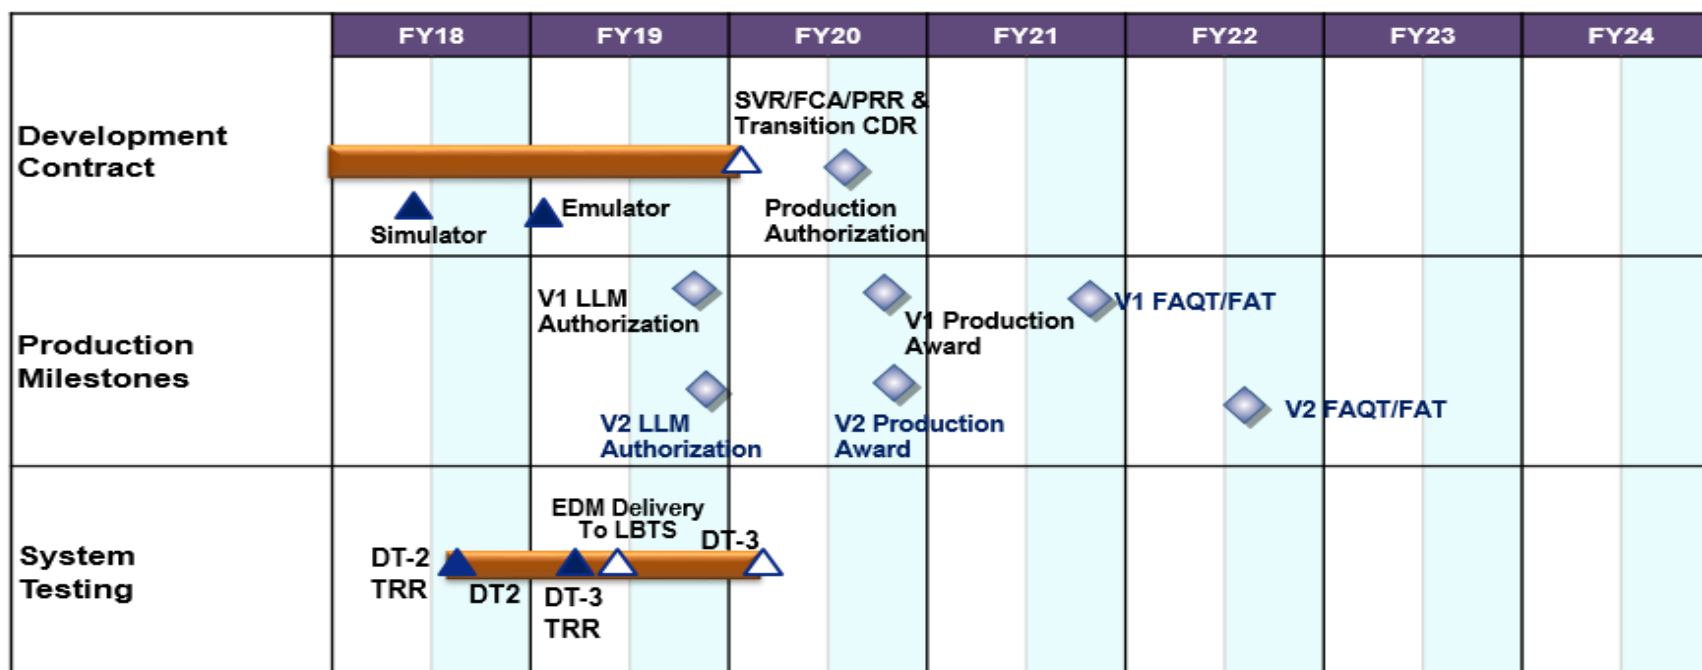 FY18 FY19 FY20 FY21 FY22 FY23 FY24
Development
Contract
SVR/FCA/PRR &
Transition CDR
Simulator
Emulator
Production
Authorization
Production
Milestones
V1 LLM
Authorization
V1 Production
Award
V1 FAQT/FAT
V2 LLM
Authorization
V2 Production
Award
V2 FAQT/FAT
System
Testing
DT-2
TRR
DT2
EDM Delivery
To LBTS
DT-3
TRR
DT-3